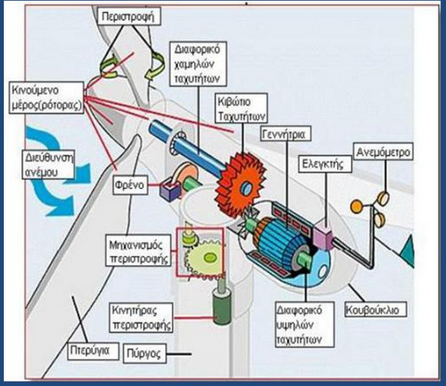 Περιστροφή
Διαφορικό
χαμηλών
ταχυτήτων
Κινούμενο
μέρος(ρότορας)
Κιβώτιο
Ταχυτήτων
Γεννήτρια
Ελεγκτής
Ανεμόμετρο
Διεύθυνση
ανέμου
Φρένο
Μηχανισμός
περιστροφής
Κινητήρας
περιστροφής
Διαφορικό
υψηλών
ταχυτήτων
Κουβούκλιο
Πτερύγια
Πύργος